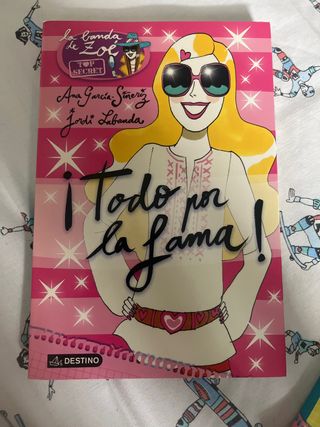 La banda
de Zoé
TOP
SECRET
Ana García-Siñeriz
Jordi Labanda
¡Todo por
la fama!
DESTINO